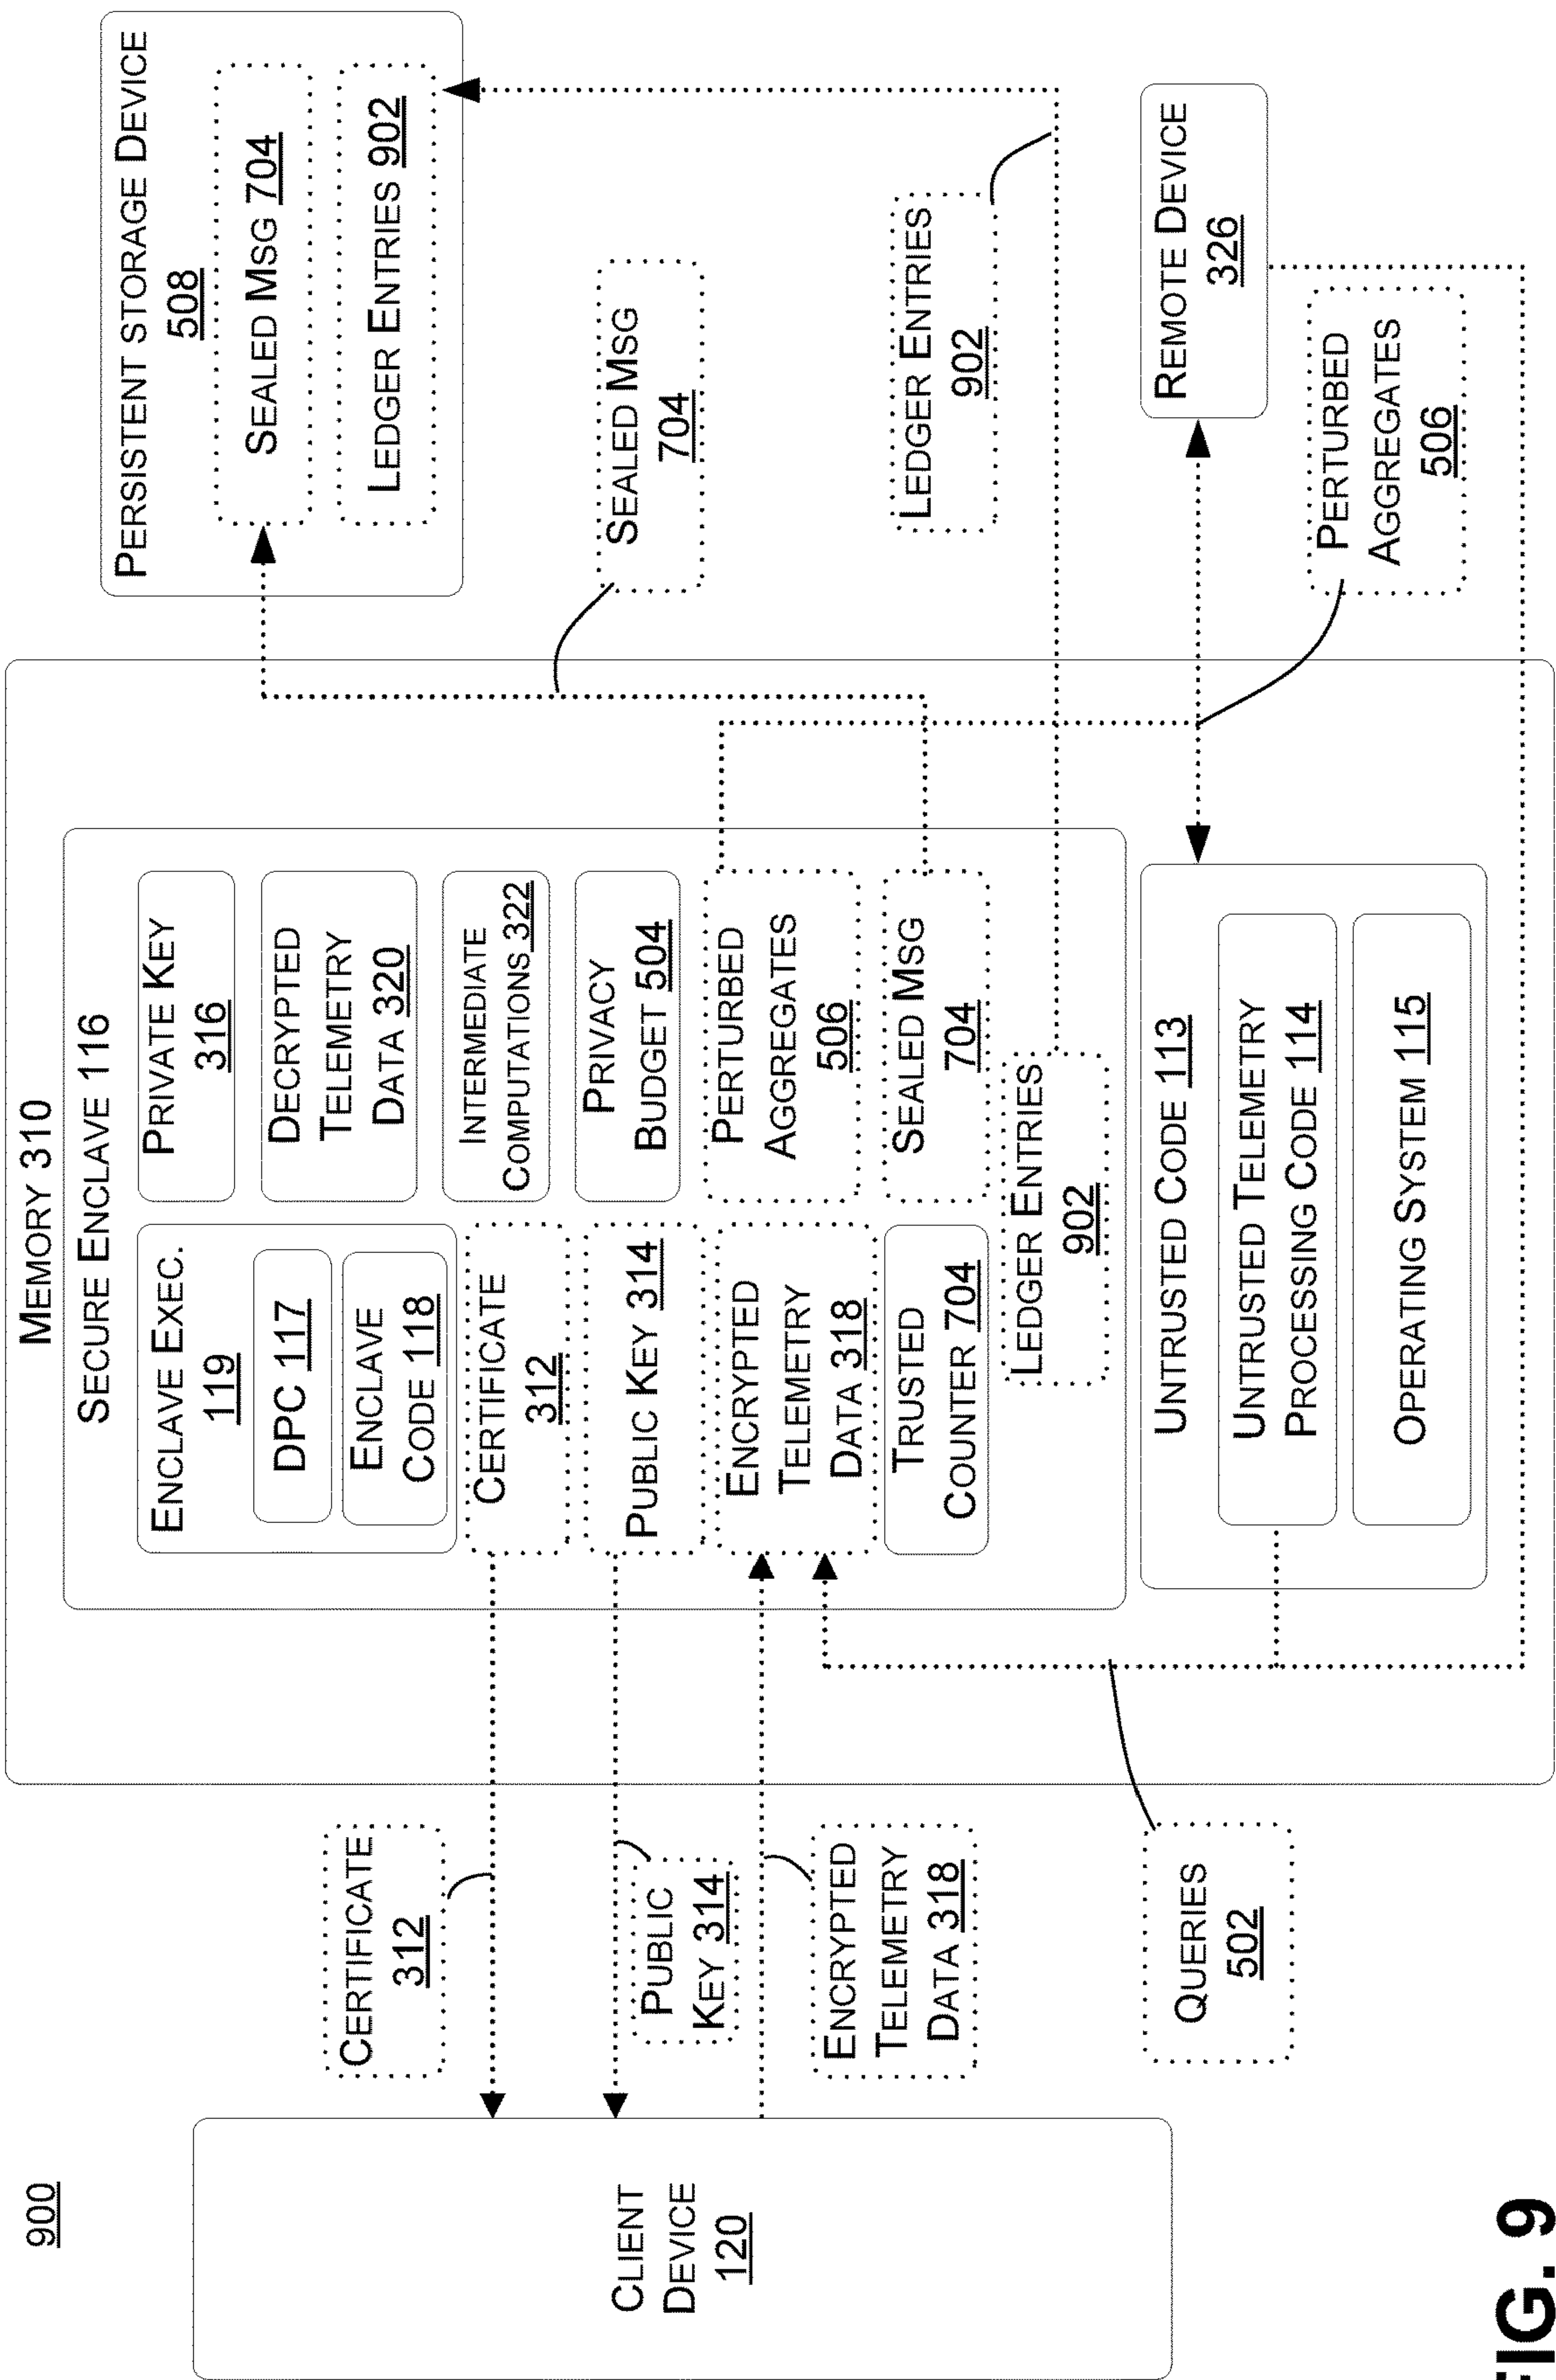 900
CLIENT
DEVICE
120
CERTIFICATE
312
PUBLIC
KEY 314
ENCRYPTED
TELEMETRY
DATA 318
QUERIES
502
MEMORY 310
SECURE ENCLAVE 116
ENCLAVE EXEC.
119
DPC 117
ENCLAVE
CODE 118
CERTIFICATE
312
PUBLIC KEY 314
ENCRYPTED
TELEMETRY
DATA 318
TRUSTED
COUNTER 704
PRIVATE KEY
316
DECRYPTED
TELEMETRY
DATA 320
INTERMEDIATE
COMPUTATIONS 322
PRIVACY
BUDGET 504
PERTURBED
AGGREGATES
506
SEALED MSG
704
LEDGER ENTRIES
902
UNTRUSTED CODE 113
UNTRUSTED TELEMETRY
PROCESSING CODE 114
OPERATING SYSTEM 115
PERSISTENT STORAGE DEVICE
508
SEALED MSG 704
LEDGER ENTRIES 902
SEALED MSG
704
LEDGER ENTRIES
902
REMOTE DEVICE
326
PERTURBED
AGGREGATES
506
FIG. 9